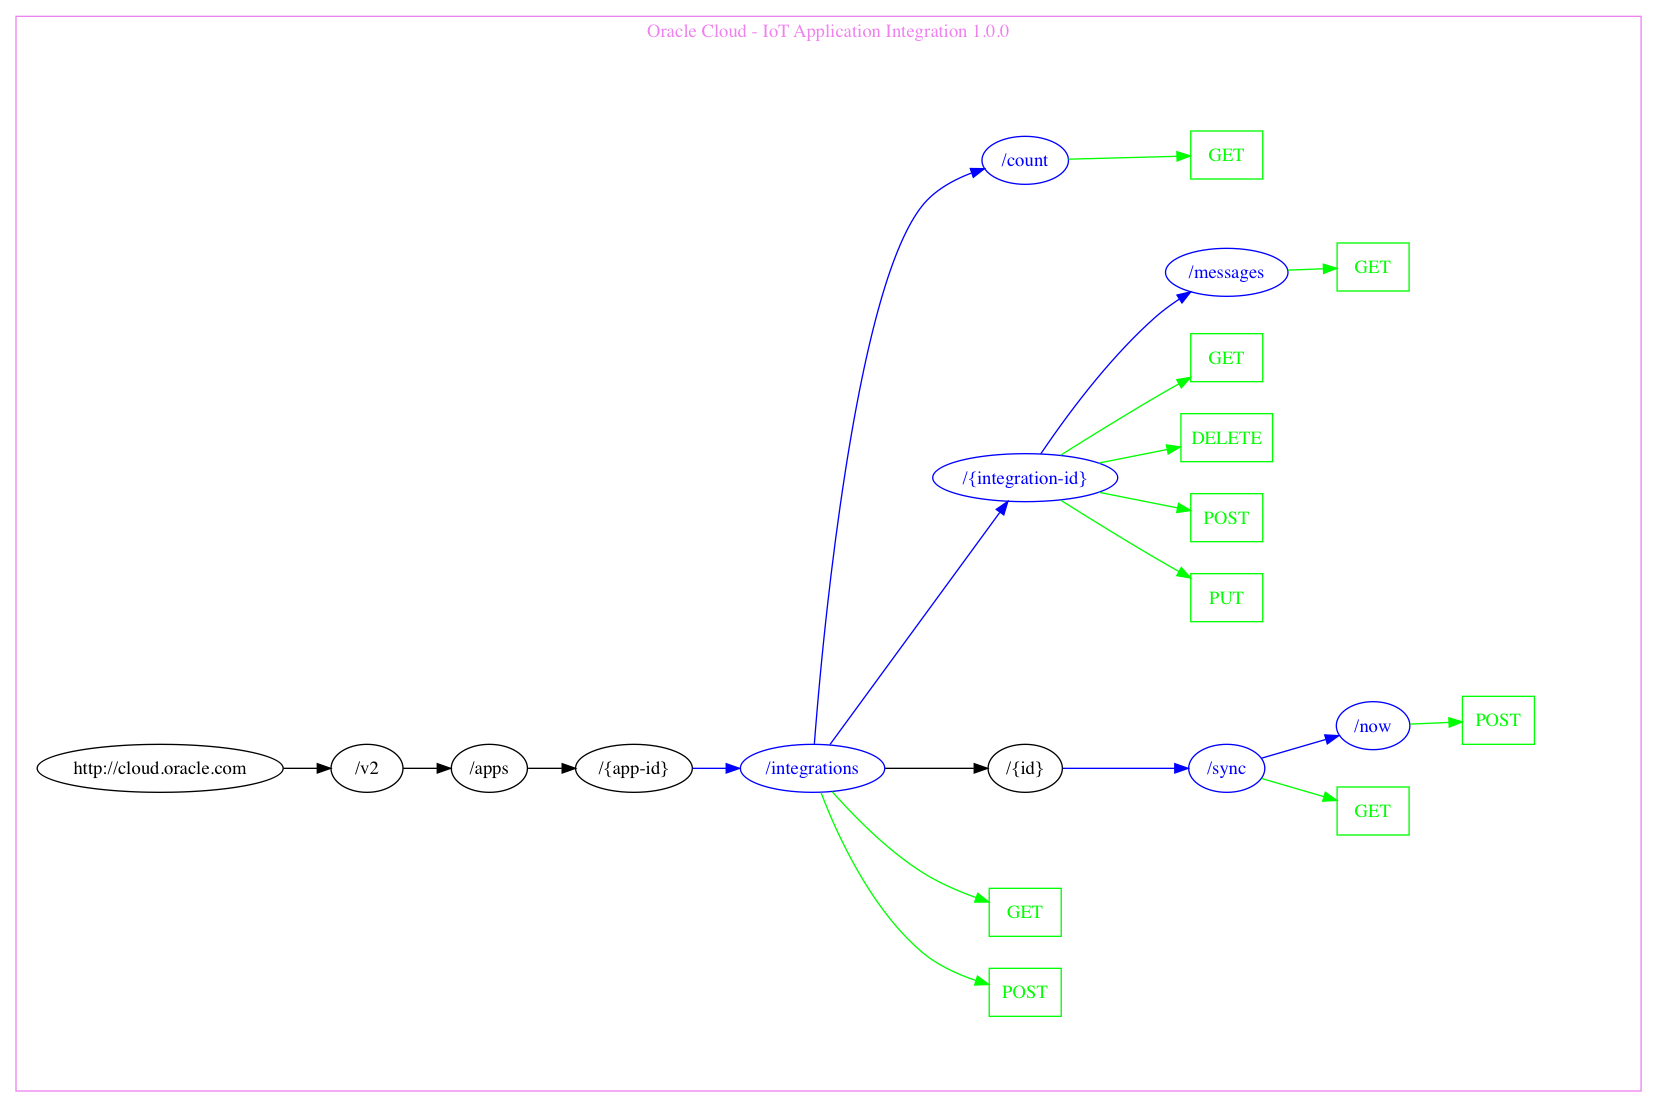 Oracle Cloud - IoT Application Integration 1.0.0
/count
GET
/messages
GET
GET
DELETE
/{integration-id}
POST
PUT
/now
POST
http://cloud.oracle.com
/v2
/apps
/{app-id}
/integrations
/{id}
/sync
GET
GET
POST